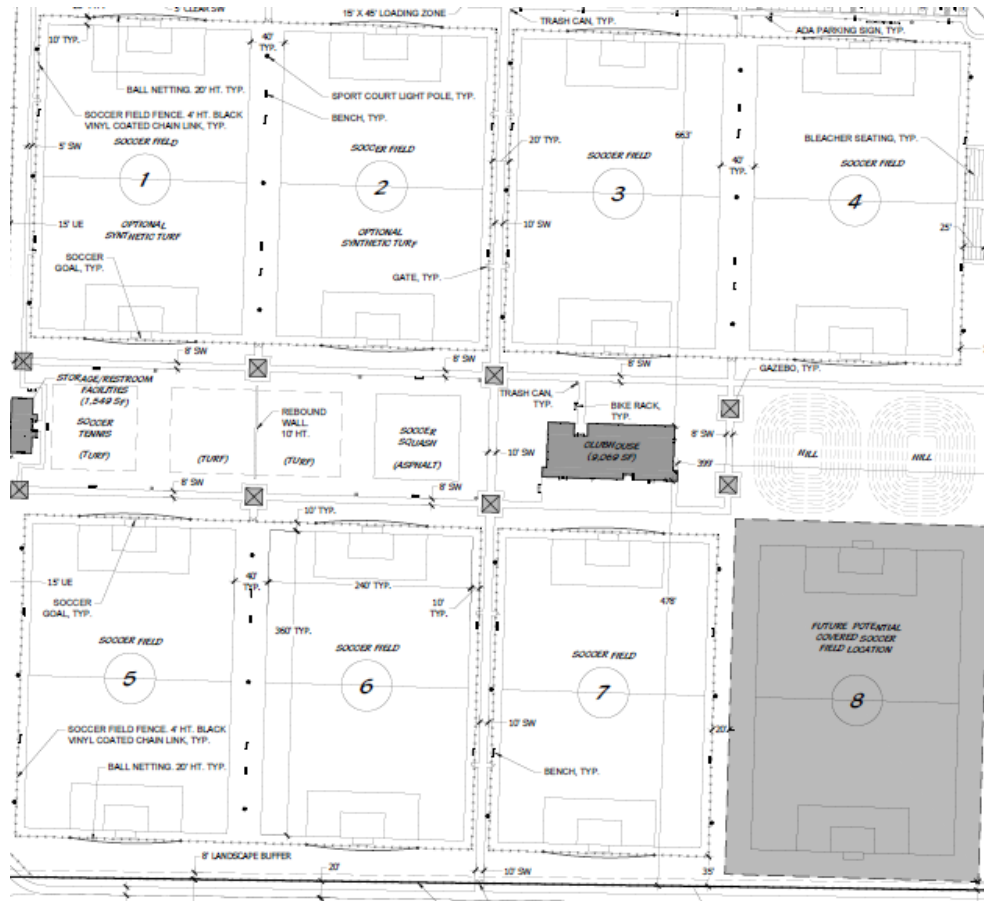 5' CLEAR SW
15' X 45' LOADING ZONE
TRASH CAN, TYP.
ADA PARKING SIGN, TYP.
10' TYP.
40'
TYP.
BALL NETTING. 20' HT. TYP.
SPORT COURT LIGHT POLE, TYP.
SOCCER FIELD FENCE. 4' HT. BLACK
VINYL COATED CHAIN LINK, TYP.
BENCH, TYP.
663'
5' SW
SOCCER FIELD
1
OPTIONAL
SYNTHETIC TURF
SOCCER FIELD
2
OPTIONAL
SYNTHETIC TURF
20' TYP.
SOCCER FIELD
3
40'
TYP.
BLEACHER SEATING, TYP.
SOCCER FIELD
4
15' UE
10' SW
25'
SOCCER
GOAL, TYP.
GATE, TYP.
8' SW
8' SW
8' SW
GAZEBO, TYP.
STORAGE/RESTROOM
FACILITIES
(1,549 SF)
SOCCER
TENNIS
(TURF)
(TURF)
REBOUND
WALL.
10' HT.
(TURF)
SOCCER
SQUASH
(ASPHALT)
TRASH CAN,
TYP.
BIKE RACK,
TYP.
10' SW
CLUBHOUSE
(9,069 SF)
8' SW
399'
HILL
HILL
8' SW
8' SW
10' TYP.
15' UE
40'
TYP.
240' TYP.
10'
TYP.
SOCCER
GOAL, TYP.
360' TYP.
478'
SOCCER FIELD
5
SOCCER FIELD
6
SOCCER FIELD
7
FUTURE POTENTIAL
COVERED SOCCER
FIELD LOCATION
8
SOCCER FIELD FENCE. 4' HT. BLACK
VINYL COATED CHAIN LINK, TYP.
10' SW
20'
BALL NETTING. 20' HT. TYP.
BENCH, TYP.
8' LANDSCAPE BUFFER
20'
10' SW
35'